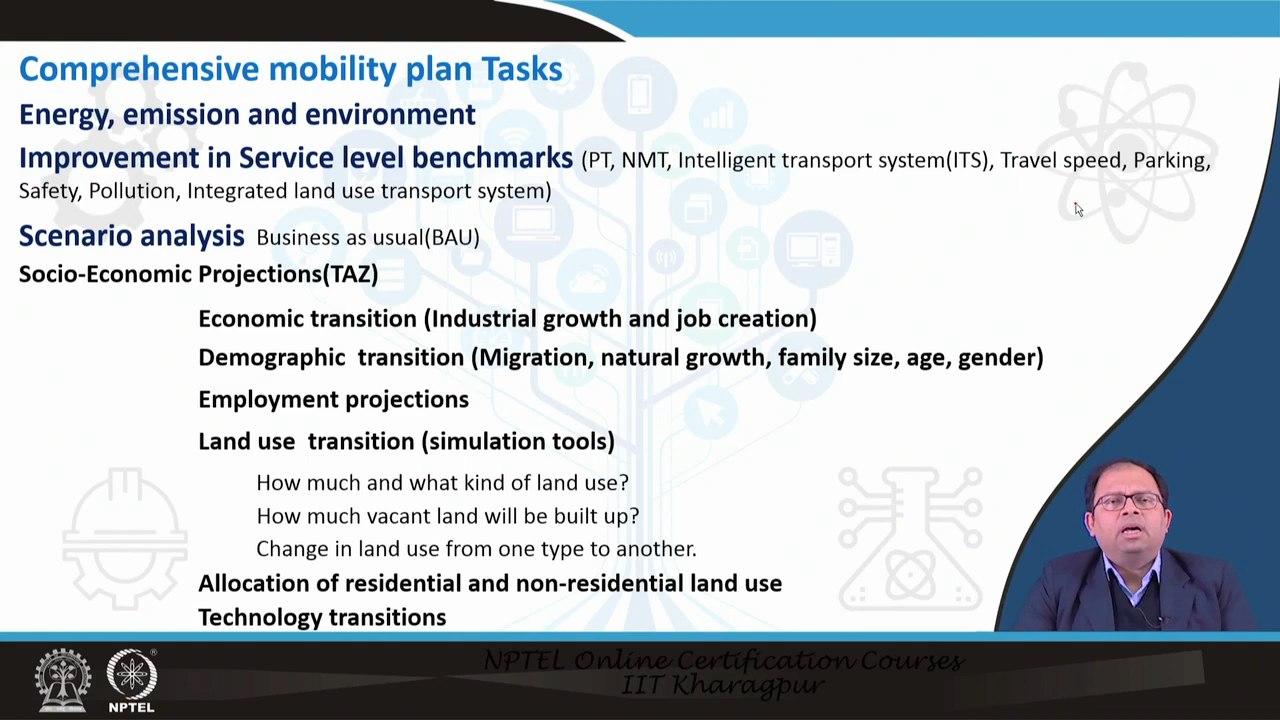 Comprehensive mobility plan Tasks
Energy, emission and environment
Improvement in Service level benchmarks (PT, NMT, Intelligent transport system(ITS), Travel speed, Parking,
Safety, Pollution, Integrated land use transport system)
Scenario analysis Business as usual(BAU)
Socio-Economic Projections(TAZ)
Economic transition (Industrial growth and job creation)
Demographic transition (Migration, natural growth, family size, age, gender)
Employment projections
Land use transition (simulation tools)
How much and what kind of land use?
How much vacant land will be built up?
Change in land use from one type to another.
Allocation of residential and non-residential land use
Technology transitions
NPTEL Online Certification Courses
IIT Kharagpur
NPTEL